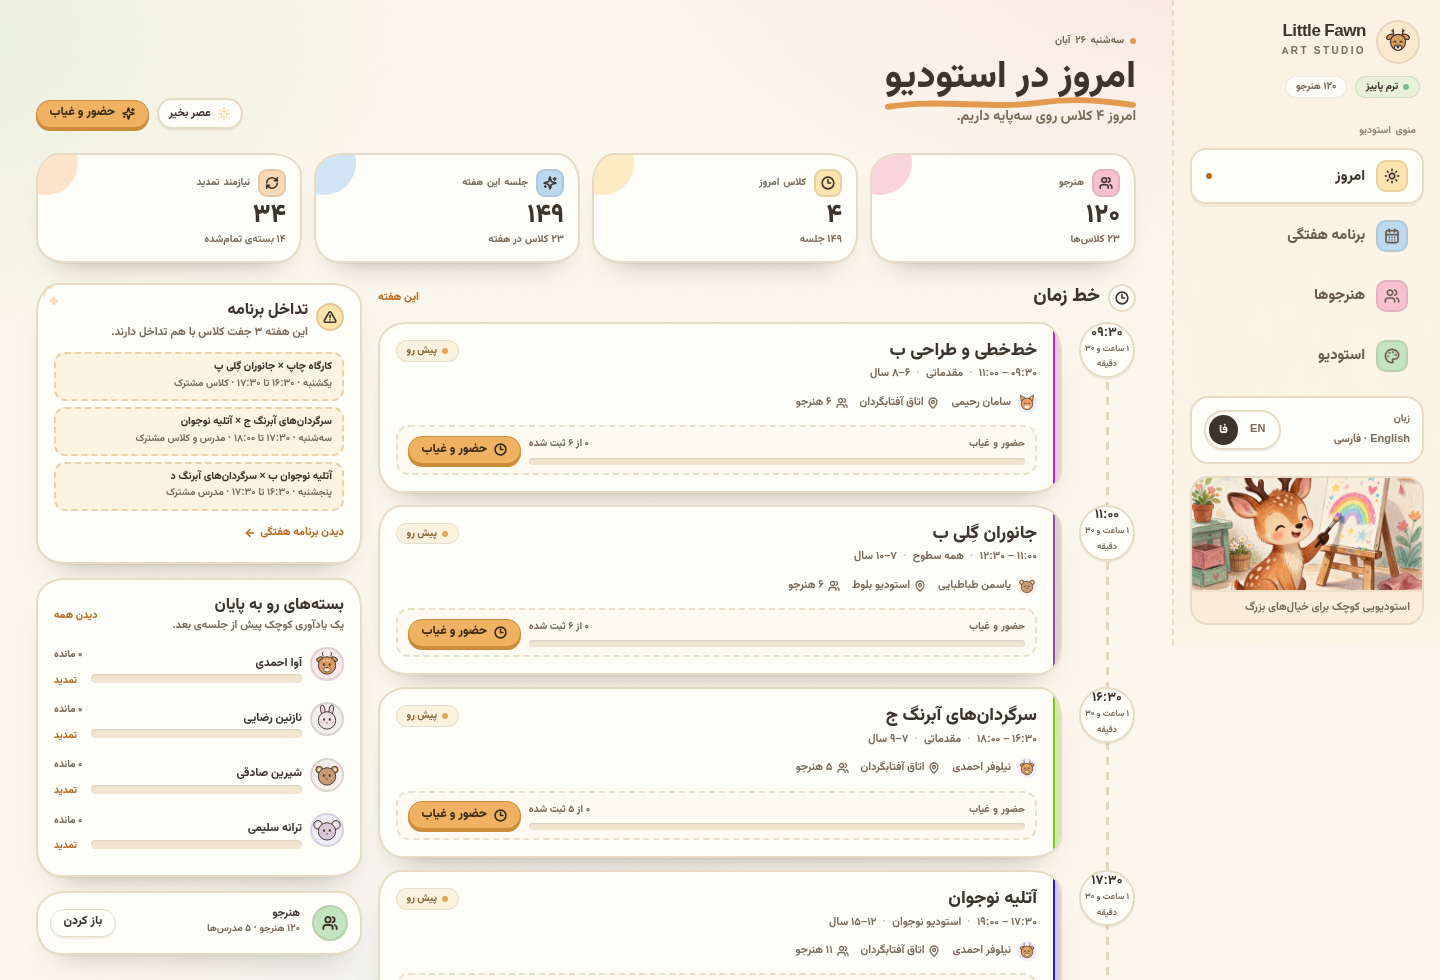 Little Fawn
ART STUDIO
ترم پاییز
۱۲۰ هنرجو
منوی استودیو
امروز
برنامه هفتگی
هنرجوها
استودیو
زبان
English · فارسی
EN
فا
استودیویی کوچک برای خیال‌های بزرگ
سه‌شنبه ۲۶ آبان
امروز در استودیو
امروز ۴ کلاس روی سه‌پایه داریم.
عصر بخیر
حضور و غیاب
هنرجو
۱۲۰
۲۳ کلاس‌ها
کلاس امروز
۴
۱۴۹ جلسه
جلسه این هفته
۱۴۹
۲۳ کلاس در هفته
نیازمند تمدید
۳۴
۱۴ بسته‌ی تمام‌شده
خط زمان
این هفته
۰۹:۳۰
۱ ساعت و ۳۰
دقیقه
خط‌خطی و طراحی ب
پیش رو
۰۹:۳۰ – ۱۱:۰۰ · مقدماتی · ۶–۸ سال
سامان رحیمی
اتاق آفتابگردان
۶ هنرجو
حضور و غیاب
۰ از ۶ ثبت شده
حضور و غیاب
۱۱:۰۰
۱ ساعت و ۳۰
دقیقه
جانوران گِلی ب
پیش رو
۱۱:۰۰ – ۱۲:۳۰ · همه سطوح · ۷–۱۰ سال
یاسمن طباطبایی
استودیو بلوط
۶ هنرجو
حضور و غیاب
۰ از ۶ ثبت شده
حضور و غیاب
۱۶:۳۰
۱ ساعت و ۳۰
دقیقه
سرگردان‌های آبرنگ ج
پیش رو
۱۶:۳۰ – ۱۸:۰۰ · مقدماتی · ۷–۹ سال
نیلوفر احمدی
اتاق آفتابگردان
۵ هنرجو
حضور و غیاب
۰ از ۵ ثبت شده
حضور و غیاب
۱۷:۳۰
۱ ساعت و ۳۰
دقیقه
آتلیه نوجوان
پیش رو
۱۷:۳۰ – ۱۹:۰۰ · استودیو نوجوان · ۱۲–۱۵ سال
نیلوفر احمدی
اتاق آفتابگردان
۱۱ هنرجو
تداخل برنامه
این هفته ۳ جفت کلاس با هم تداخل دارند.
کارگاه چاپ × جانوران گِلی پ
یکشنبه · ۱۶:۳۰ تا ۱۷:۳۰ · کلاس مشترک
سرگردان‌های آبرنگ ج × آتلیه نوجوان
سه‌شنبه · ۱۷:۳۰ تا ۱۸:۰۰ · مدرس و کلاس مشترک
آتلیه نوجوان ب × سرگردان‌های آبرنگ د
پنجشنبه · ۱۶:۳۰ تا ۱۷:۳۰ · مدرس مشترک
دیدن برنامه هفتگی
بسته‌های رو به پایان
دیدن همه
یک یادآوری کوچک پیش از جلسه‌ی بعد.
آوا احمدی
۰ مانده
تمدید
نازنین رضایی
۰ مانده
تمدید
شیرین صادقی
۰ مانده
تمدید
ترانه سلیمی
۰ مانده
تمدید
هنرجو
۱۲۰ هنرجو · ۵ مدرس‌ها
باز کردن